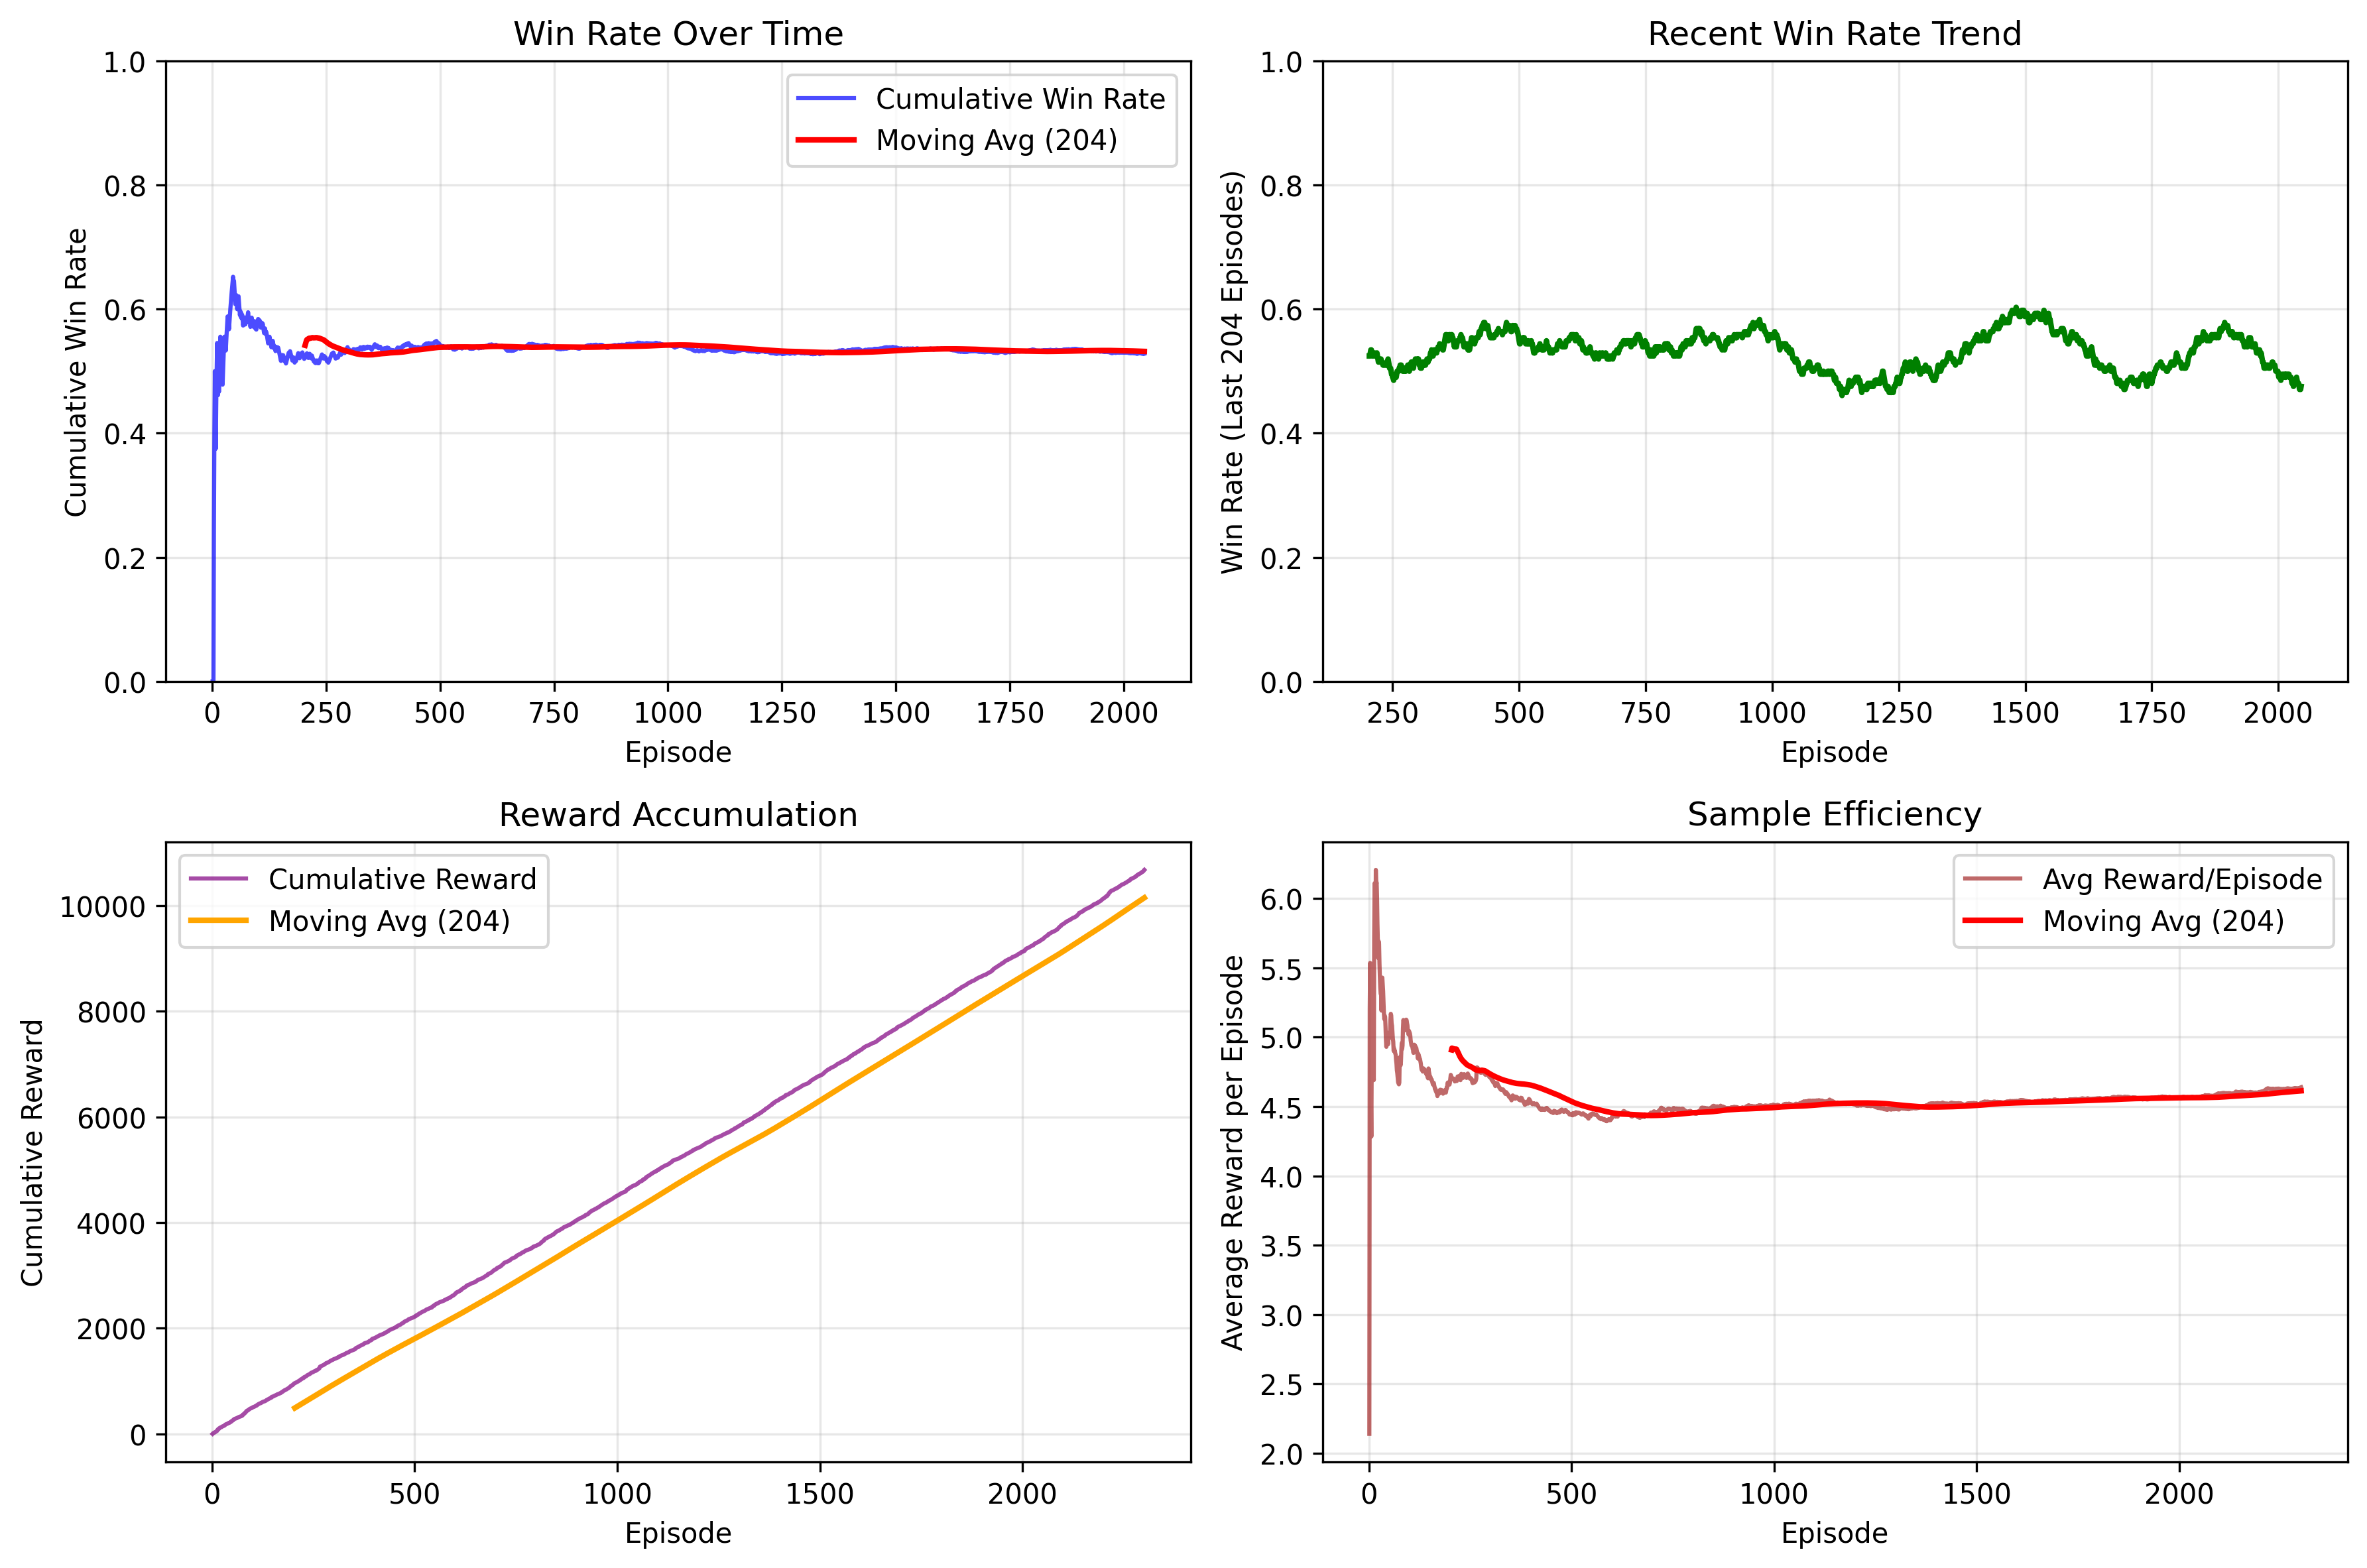 Win Rate Over Time
Cumulative Win Rate
1.0
0.8
0.6
0.4
0.2
0.0
Cumulative Win Rate
Moving Avg (204)
0 250 500 750 1000 1250 1500 1750 2000
Episode
Recent Win Rate Trend
Win Rate (Last 204 Episodes)
1.0
0.8
0.6
0.4
0.2
0.0
250 500 750 1000 1250 1500 1750 2000
Episode
Reward Accumulation
Cumulative Reward
10000
8000
6000
4000
2000
0
Cumulative Reward
Moving Avg (204)
0 500 1000 1500 2000
Episode
Sample Efficiency
Average Reward per Episode
6.0
5.5
5.0
4.5
4.0
3.5
3.0
2.5
2.0
Avg Reward/Episode
Moving Avg (204)
0 500 1000 1500 2000
Episode